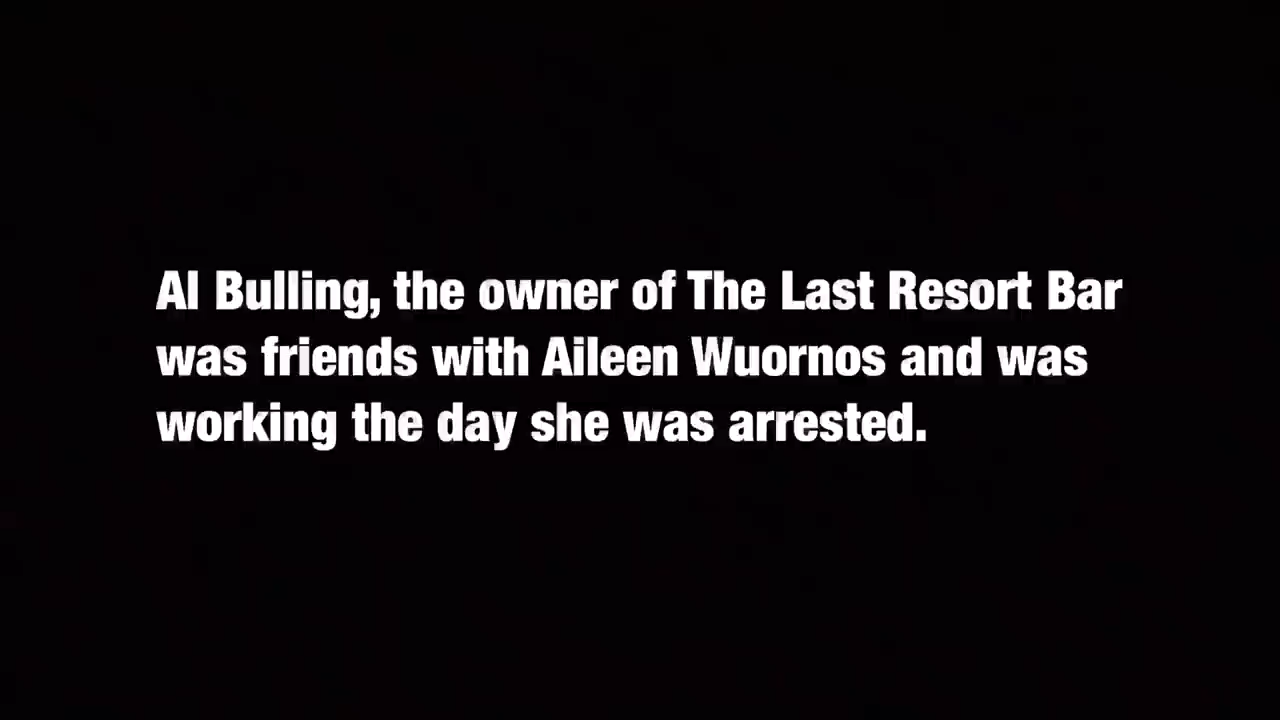 Al Bulling, the owner of The Last Resort Bar
was friends with Aileen Wuornos and was
working the day she was arrested.